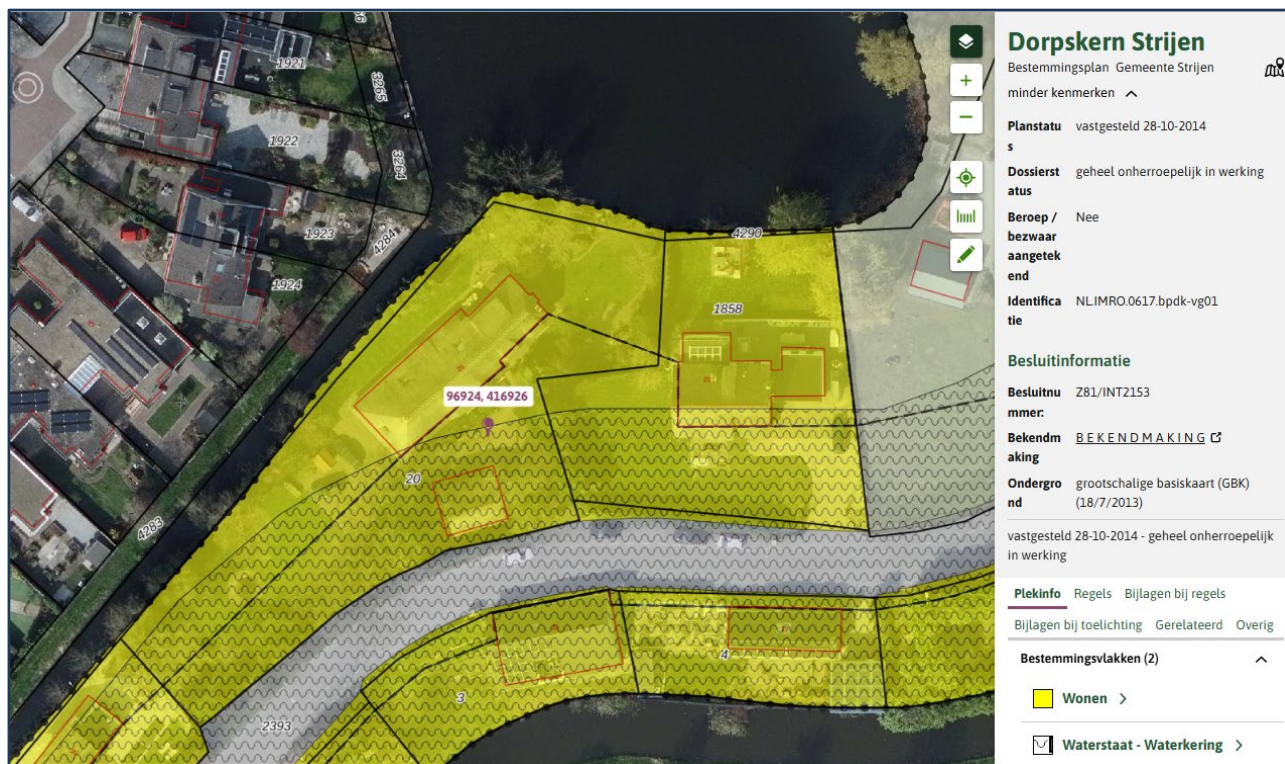 1921
3265
1922
3264
1923
4284
1924
4290
1858
96924, 416926
20
4283
4
3
2393
Dorpskern Strijen
Bestemmingsplan Gemeente Strijen
minder kenmerken
Planstatu
s
vastgesteld 28-10-2014
Dossierst
atus
geheel onherroepelijk in werking
Beroep /
bezwaar
aangetek
end
Nee
Identifica
tie
NL.IMRO.0617.bpdk-vg01
Besluitinformatie
Besluitnu
mmer:
Z81/INT2153
Bekendm
aking
BEKENDMAKING
Ondergro
nd
grootschalige basiskaart (GBK)
(18/7/2013)
vastgesteld 28-10-2014 - geheel onherroepelijk
in werking
Plekinfo Regels Bijlagen bij regels
Bijlagen bij toelichting Gerelateerd Overig
Bestemmingsvlakken (2)
Wonen
Waterstaat - Waterkering